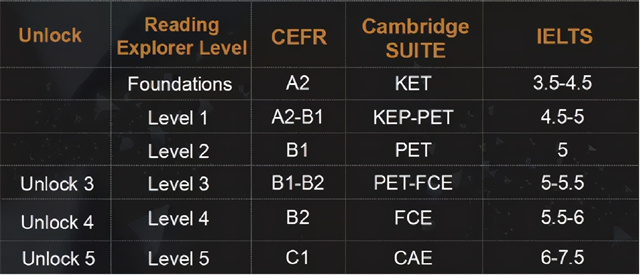 Unlock Reading Explorer Level CEFR Cambridge SUITE IELTS
Foundations A2 KET 3.5-4.5
Level 1 A2-B1 KEP-PET 4.5-5
Level 2 B1 PET 5
Unlock 3 Level 3 B1-B2 PET-FCE 5-5.5
Unlock 4 Level 4 B2 FCE 5.5-6
Unlock 5 Level 5 C1 CAE 6-7.5